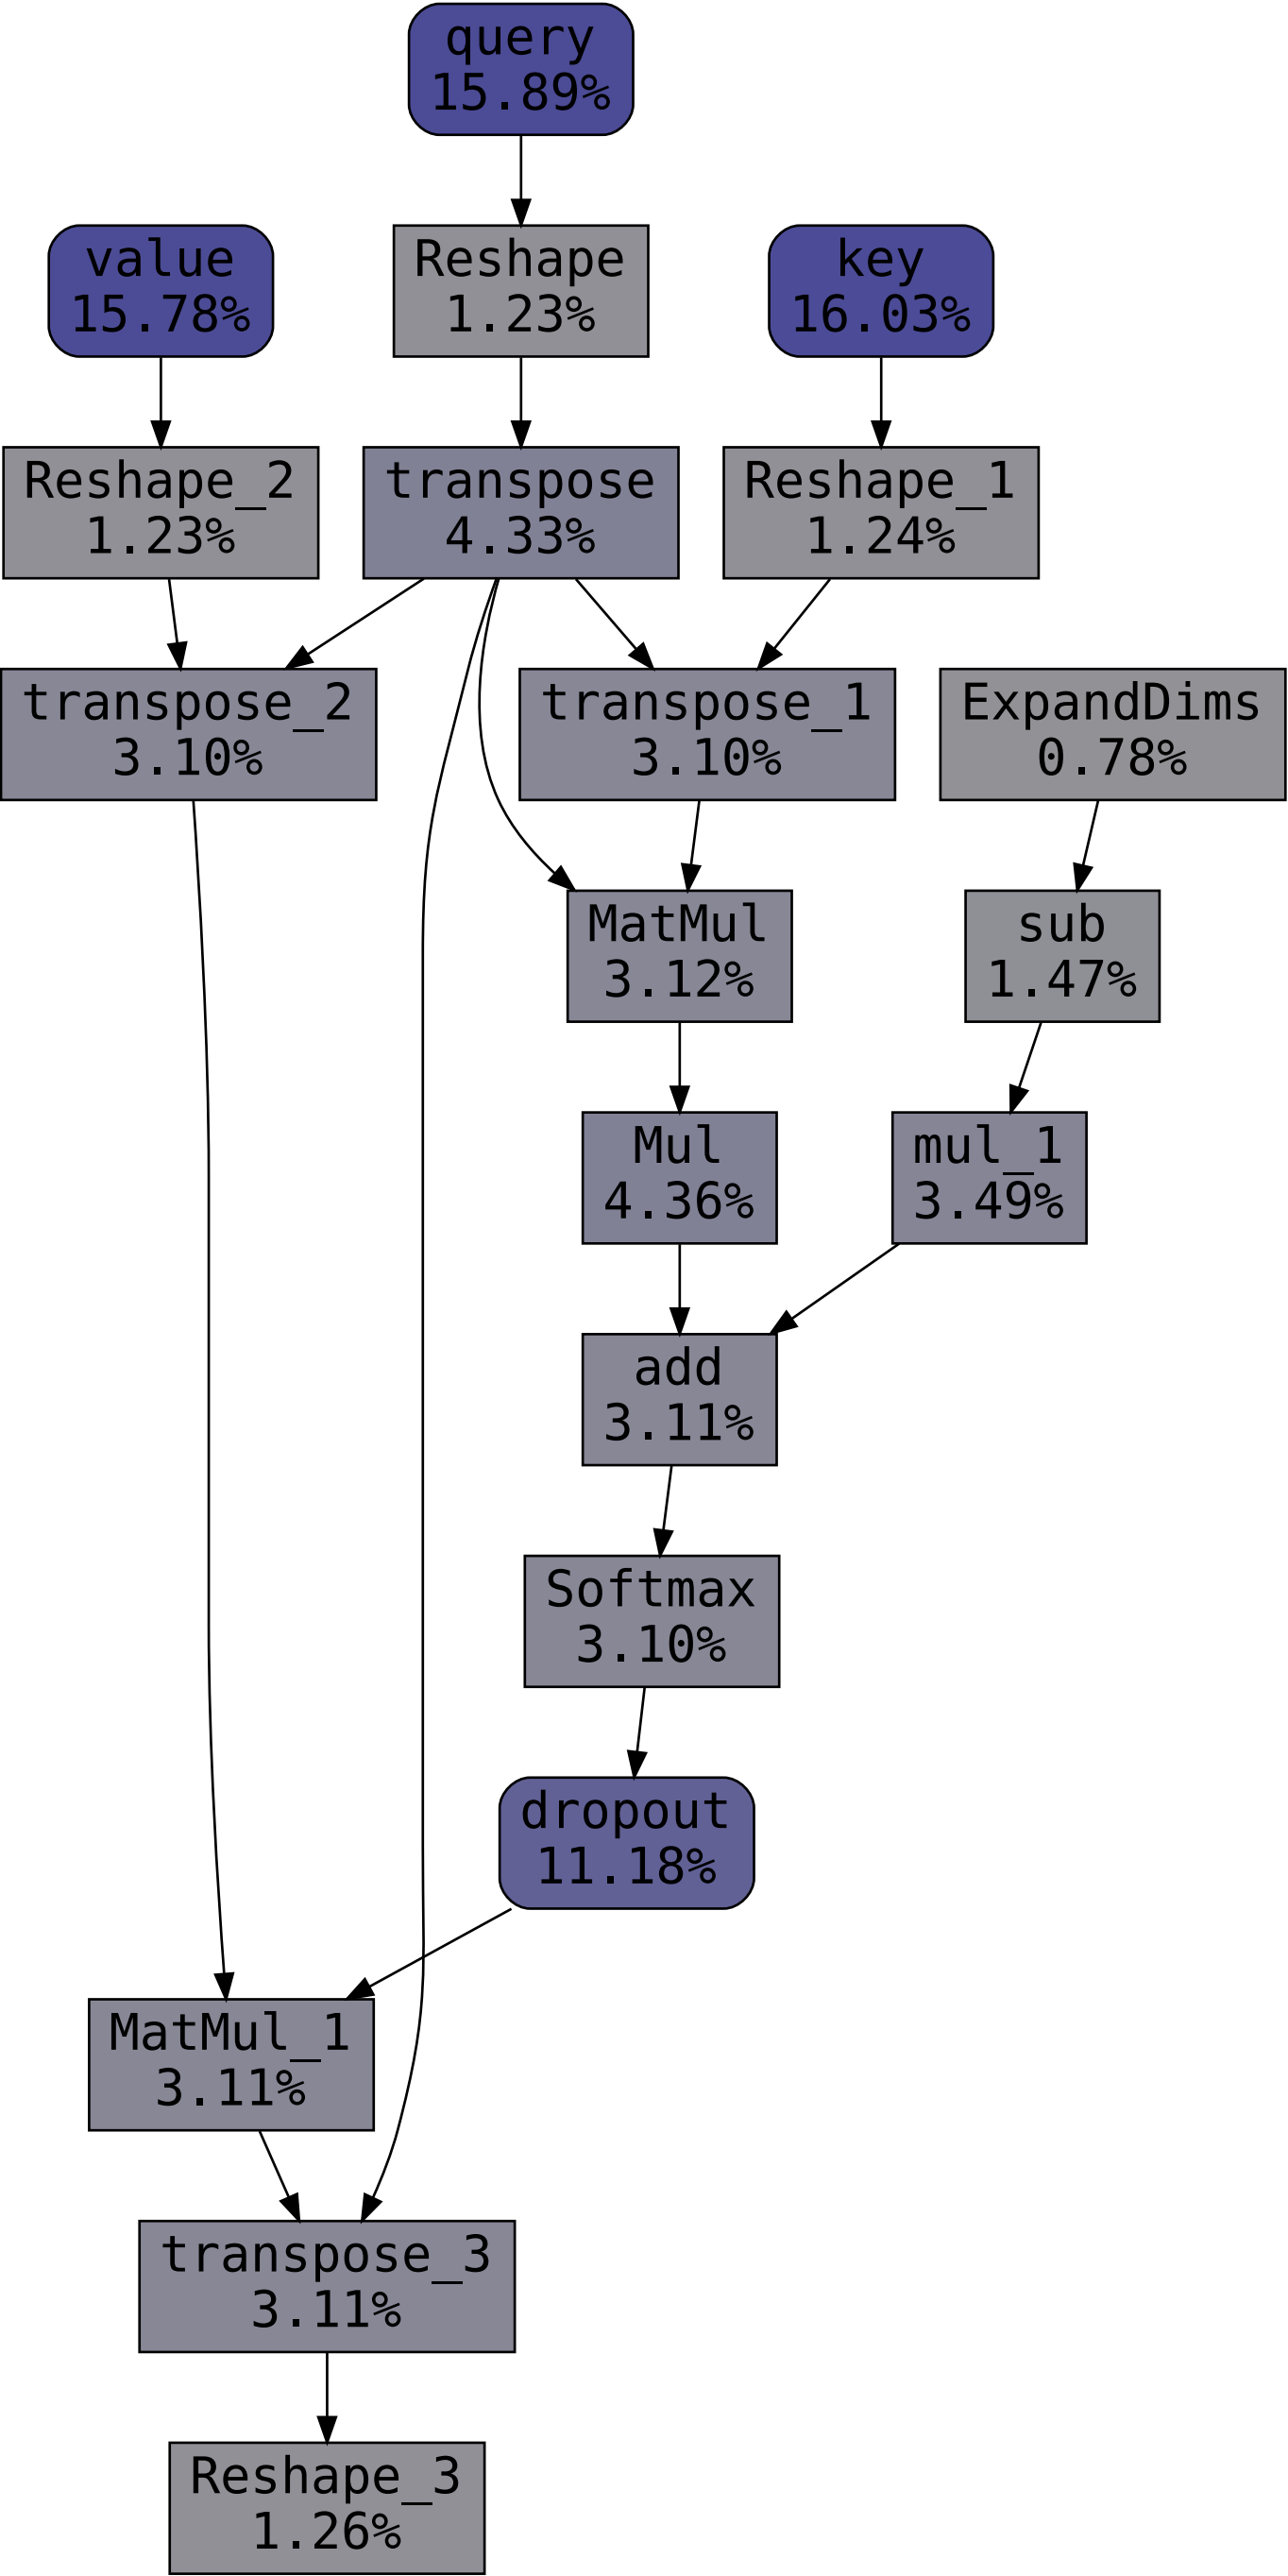 query
15.89%
value
15.78%
Reshape
1.23%
key
16.03%
Reshape_2
1.23%
transpose
4.33%
Reshape_1
1.24%
transpose_2
3.10%
transpose_1
3.10%
ExpandDims
0.78%
MatMul
3.12%
sub
1.47%
Mul
4.36%
mul_1
3.49%
add
3.11%
Softmax
3.10%
dropout
11.18%
MatMul_1
3.11%
transpose_3
3.11%
Reshape_3
1.26%